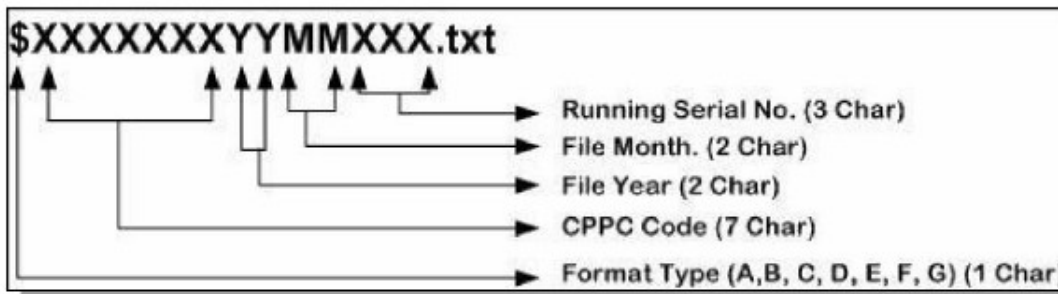 $XXXXXXXYYMMXXX.txt
Running Serial No. (3 Char)
File Month. (2 Char)
File Year (2 Char)
CPPC Code (7 Char)
Format Type (A,B, C, D, E, F, G) (1 Char